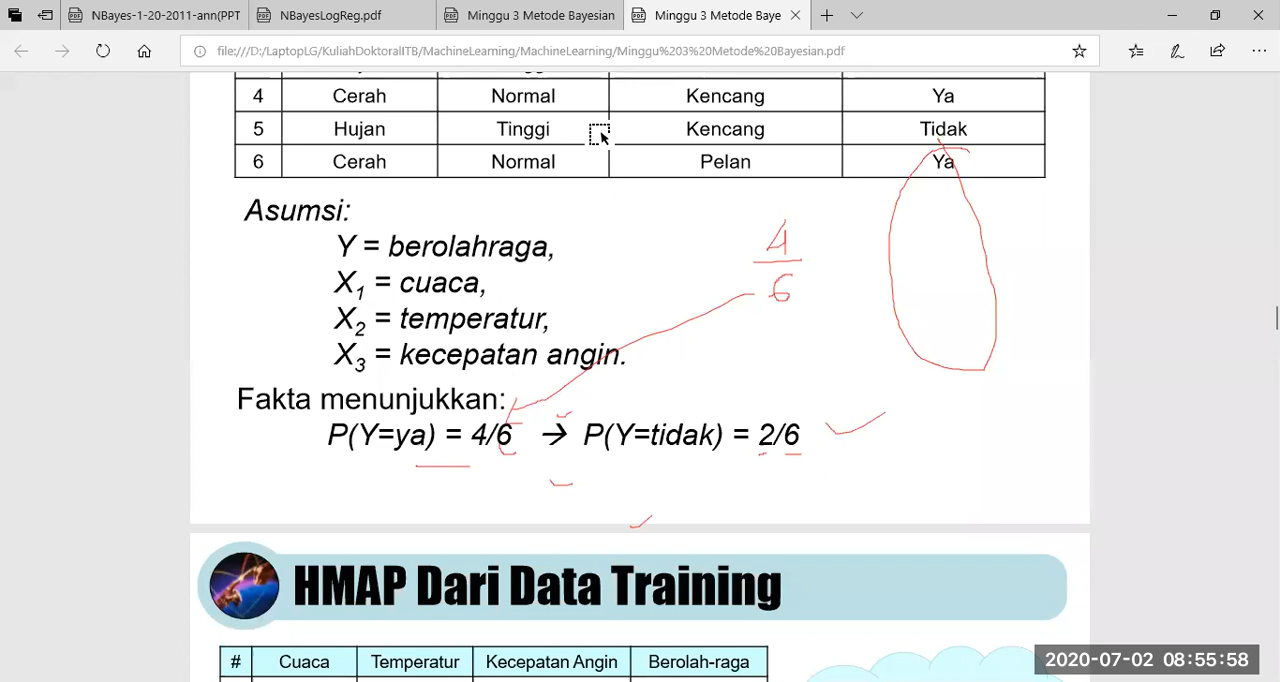 NBayes-1-20-2011-ann(PPT
NBayesLogReg.pdf
Minggu 3 Metode Bayesian
Minggu 3 Metode Baye
file:///D:/LaptopLG/KuliahDoktoralITB/MachineLearning/MachineLearning/Minggu%203%20Metode%20Bayesian.pdf
4 Cerah Normal Kencang Ya
5 Hujan Tinggi Kencang Tidak
6 Cerah Normal Pelan Ya
Asumsi:
Y = berolahraga,
X1 = cuaca,
X2 = temperatur,
X3 = kecepatan angin.
4
6
Fakta menunjukkan:
P(Y=ya) = 4/6 → P(Y=tidak) = 2/6
HMAP Dari Data Training
# Cuaca Temperatur Kecepatan Angin Berolah-raga
2020-07-02 08:55:58